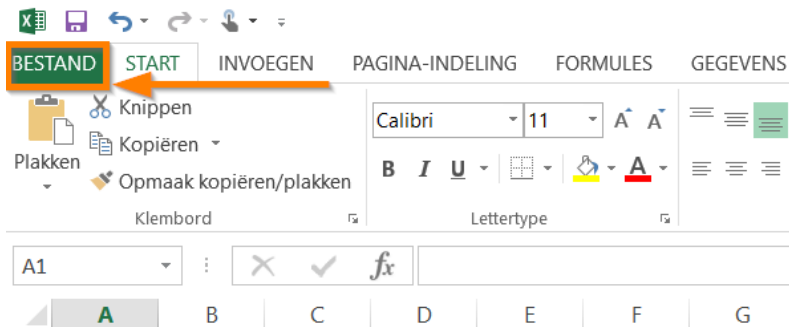 BESTAND START INVOEGEN PAGINA-INDELING FORMULES GEGEVENS
Knippen
Kopiëren
Opmaak kopiëren/plakken
Plakken
Klembord
Calibri 11 A A
B I U A
Lettertype
A1 fx
A B C D E F G